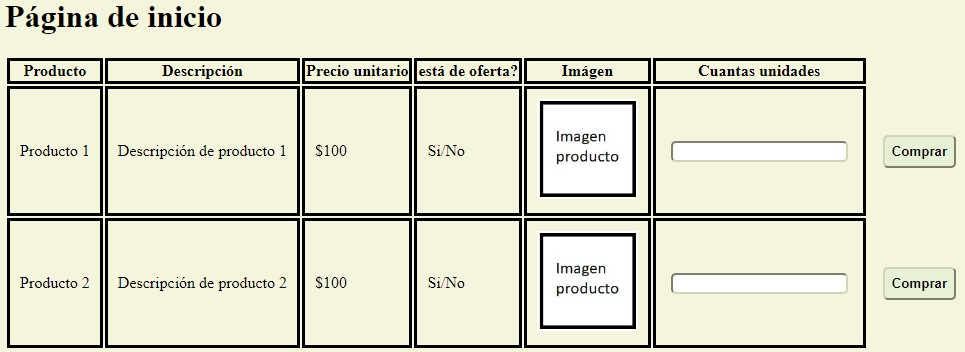 Página de inicio
Producto Descripción Precio unitario está de oferta? Imágen Cuantas unidades
Producto 1 Descripción de producto 1 $100 Si/No Imagen
producto Comprar
Producto 2 Descripción de producto 2 $100 Si/No Imagen
producto Comprar